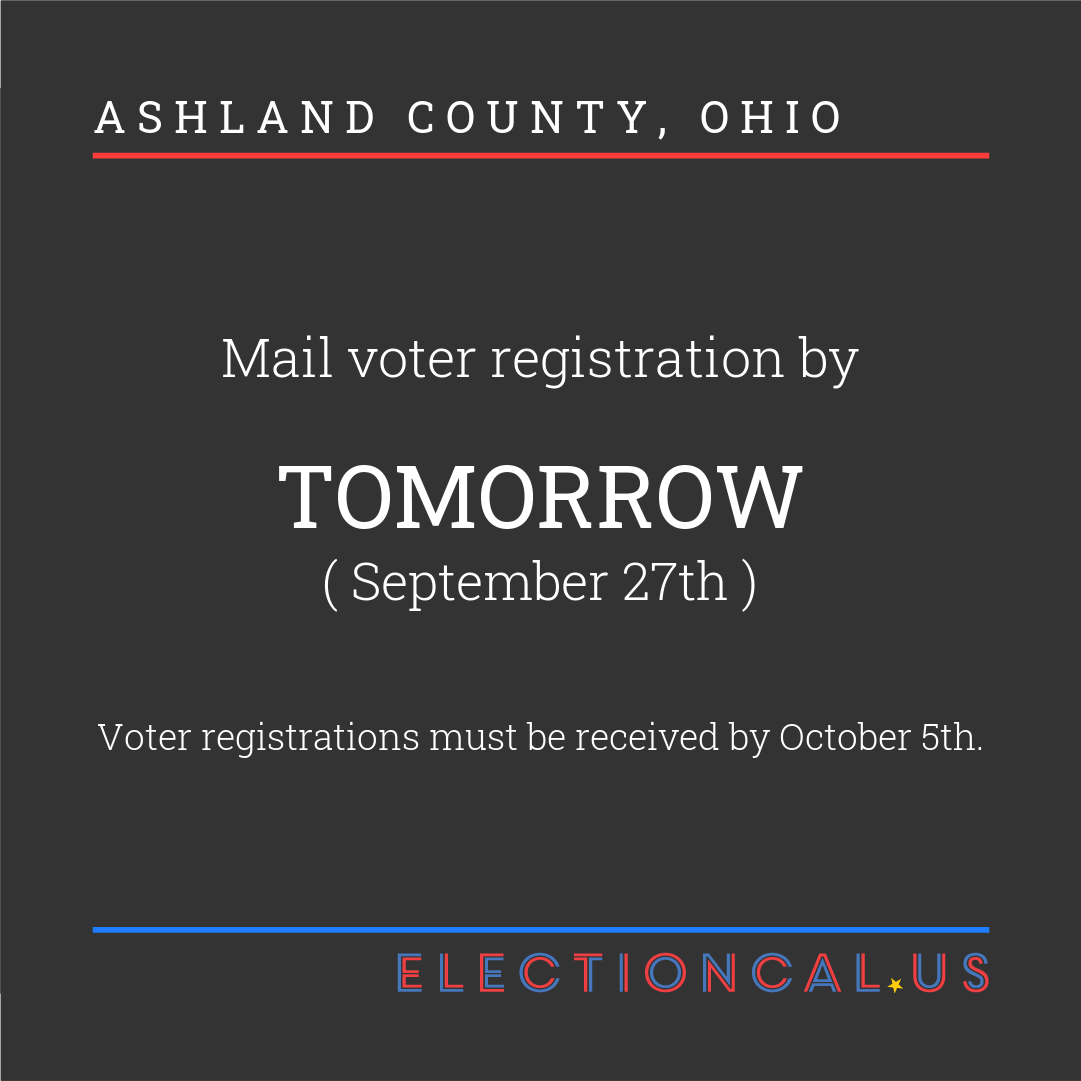 ASHLAND COUNTY, OHIO
Mail voter registration by
TOMORROW
( September 27th )
Voter registrations must be received by October 5th.
ELECTIONCAL.US